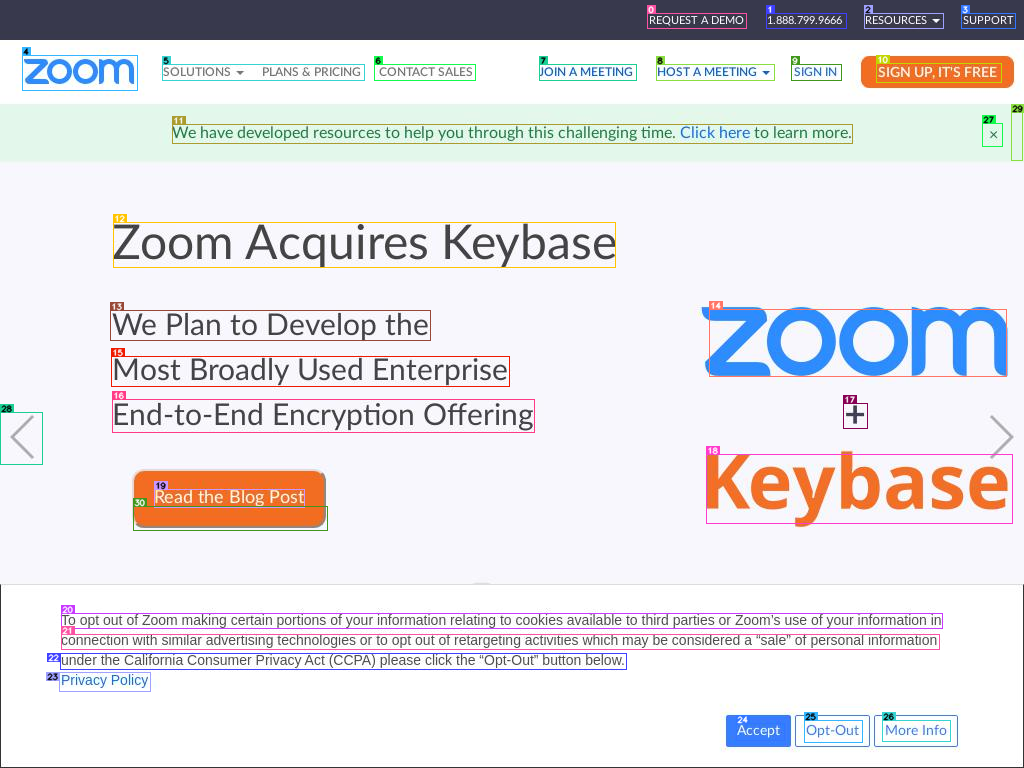 REQUEST A DEMO 1.888.799.9666 RESOURCES SUPPORT
zoom SOLUTIONS PLANS & PRICING CONTACT SALES JOIN A MEETING HOST A MEETING SIGN IN SIGN UP, IT'S FREE
We have developed resources to help you through this challenging time. Click here to learn more. ×
Zoom Acquires Keybase
We Plan to Develop the
Most Broadly Used Enterprise
End-to-End Encryption Offering
Read the Blog Post
zoom
+
Keybase
To opt out of Zoom making certain portions of your information relating to cookies available to third parties or Zoom’s use of your information in
connection with similar advertising technologies or to opt out of retargeting activities which may be considered a “sale” of personal information
under the California Consumer Privacy Act (CCPA) please click the “Opt-Out” button below.
Privacy Policy
Accept Opt-Out More Info
0
1
2
3
4
5
6
7
8
9
10
11
12
13
14
15
16
17
18
19
20
21
22
23
24
25
26
27
28
29
30